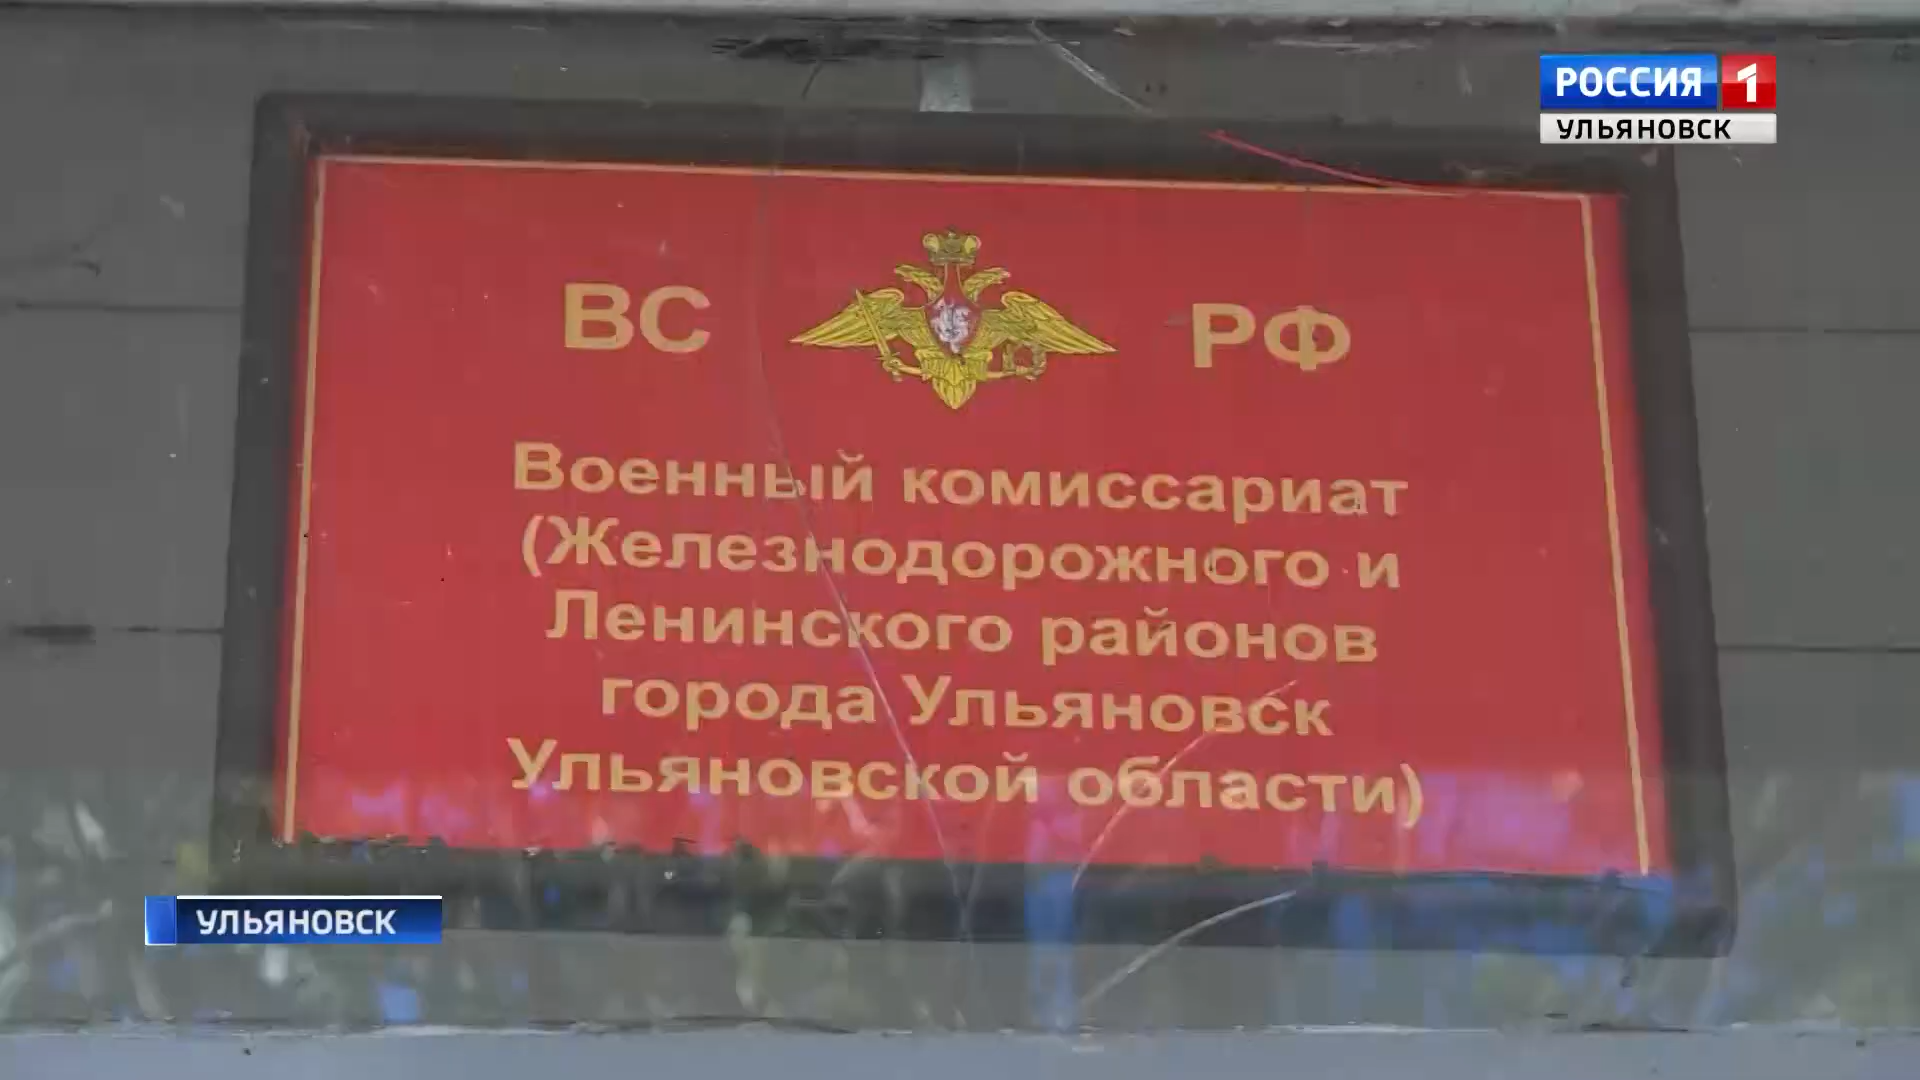 РОССИЯ 1
УЛЬЯНОВСК
ВС РФ
Военный комиссариат
(Железнодорожного и
Ленинского районов
города Ульяновск
Ульяновской области)
УЛЬЯНОВСК